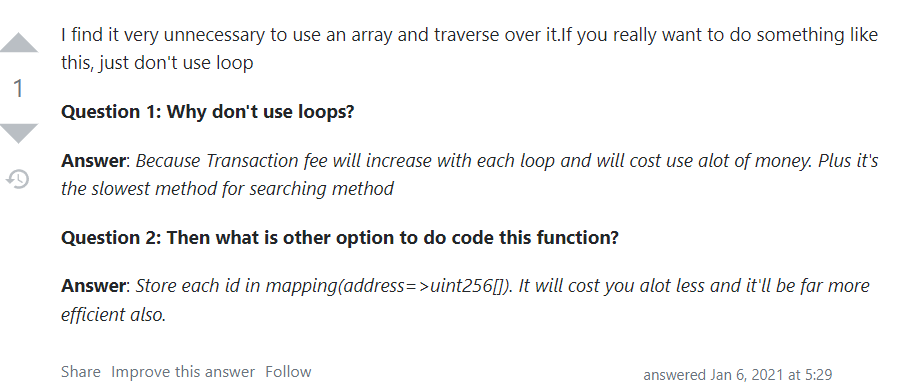 I find it very unnecessary to use an array and traverse over it.If you really want to do something like
this, just don't use loop
1
Question 1: Why don't use loops?
Answer: Because Transaction fee will increase with each loop and will cost use alot of money. Plus it's
the slowest method for searching method
Question 2: Then what is other option to do code this function?
Answer: Store each id in mapping(address=>uint256[]). It will cost you alot less and it'll be far more
efficient also.
Share Improve this answer Follow
answered Jan 6, 2021 at 5:29